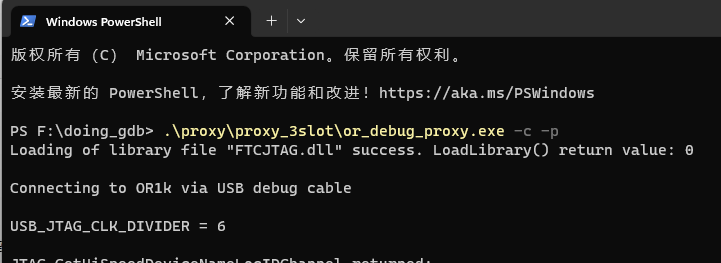 Windows PowerShell
版权所有 (C)  Microsoft Corporation。保留所有权利。
安装最新的 PowerShell，了解新功能和改进！https://aka.ms/PSWindows
PS F:\doing_gdb> .\proxy\proxy_3slot\or_debug_proxy.exe -c -p
Loading of library file "FTCJTAG.dll" success. LoadLibrary() return value: 0
Connecting to OR1k via USB debug cable
USB_JTAG_CLK_DIVIDER = 6
JTAG_GetHiSpeedDeviceNameLocIDChannel returned: